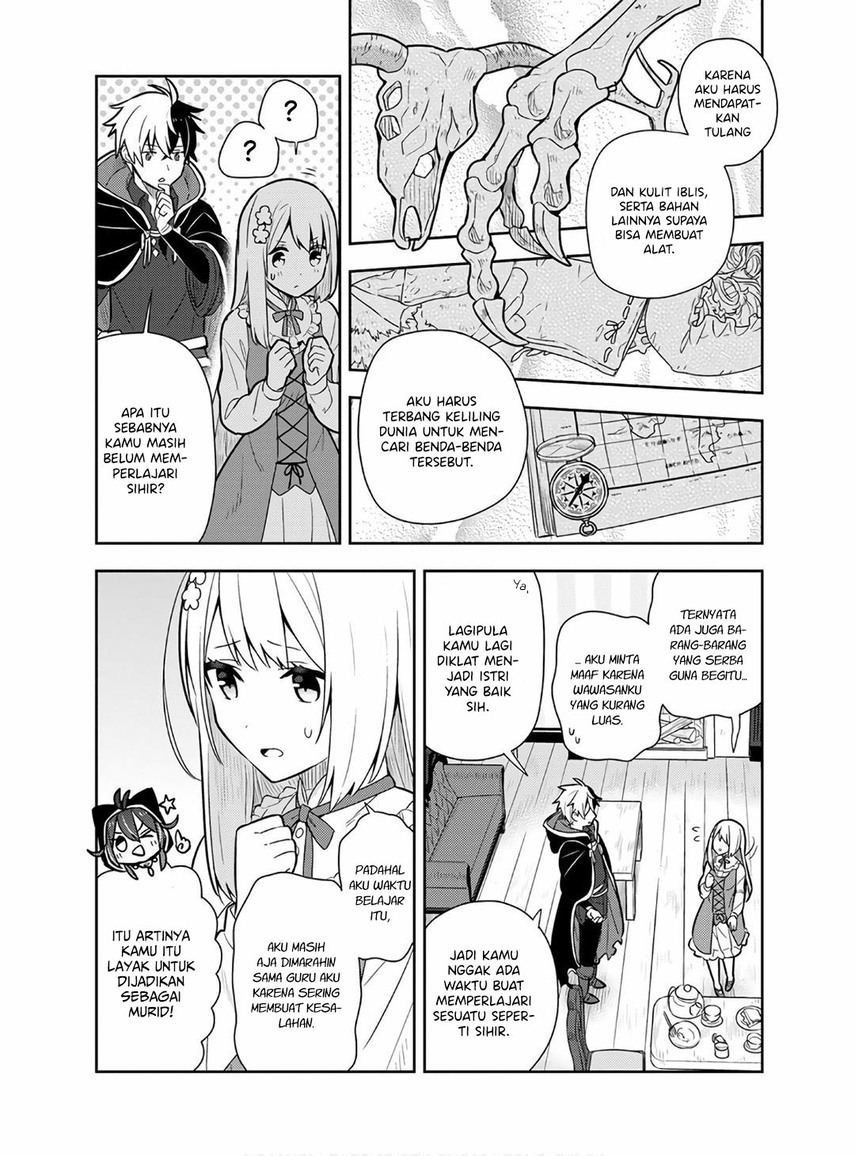 KARENA
AKU HARUS
MENDAPAT-
KAN
TULANG
DAN KULIT IBLIS,
SERTA BAHAN
LAINNYA SUPAYA
BISA MEMBUAT
ALAT.
AKU HARUS
TERBANG KELILING
DUNIA UNTUK MEN-
CARI BENDA-BENDA
TERSEBUT.
?
?
APA ITU
SEBABNYA
KAMU MASIH
BELUM MEM-
PERLAJARI
SIHIR?
TERNYATA
ADA JUGA BA-
RANG-BARANG
YANG SERBA
GUNA BEGITU...
... AKU MINTA
MAAF KARENA
WAWASANKU
YANG KURANG
LUAS.
Ya,
LAGIPULA
KAMU LAGI
DIKLAT MEN-
JADI ISTRI
YANG BAIK
SIH.
JADI KAMU
NGGAK ADA
WAKTU BUAT
MEMPERLAJARI
SESUATU SEPER-
TI SIHIR.
PADAHAL
AKU WAKTU
BELAJAR
ITU,
AKU MASIH
AJA DIMARAHIN
SAMA GURU AKU
KARENA SERING
MEMBUAT KESA-
LAHAN.
ITU ARTINYA
KAMU ITU
LAYAK UNTUK
DIJADIKAN
SEBAGAI
MURID!